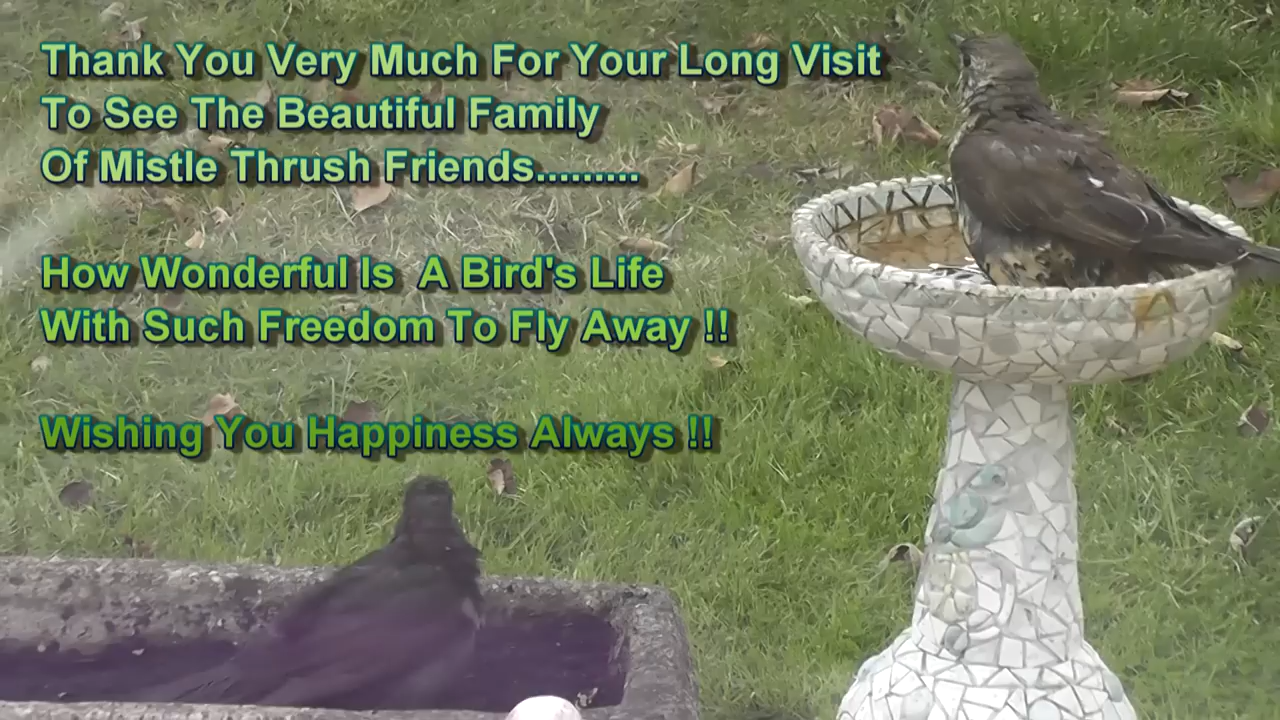 Thank You Very Much For Your Long Visit
To See The Beautiful Family
Of Mistle Thrush Friends.........
How Wonderful Is  A Bird's Life
With Such Freedom To Fly Away !!
Wishing You Happiness Always !!